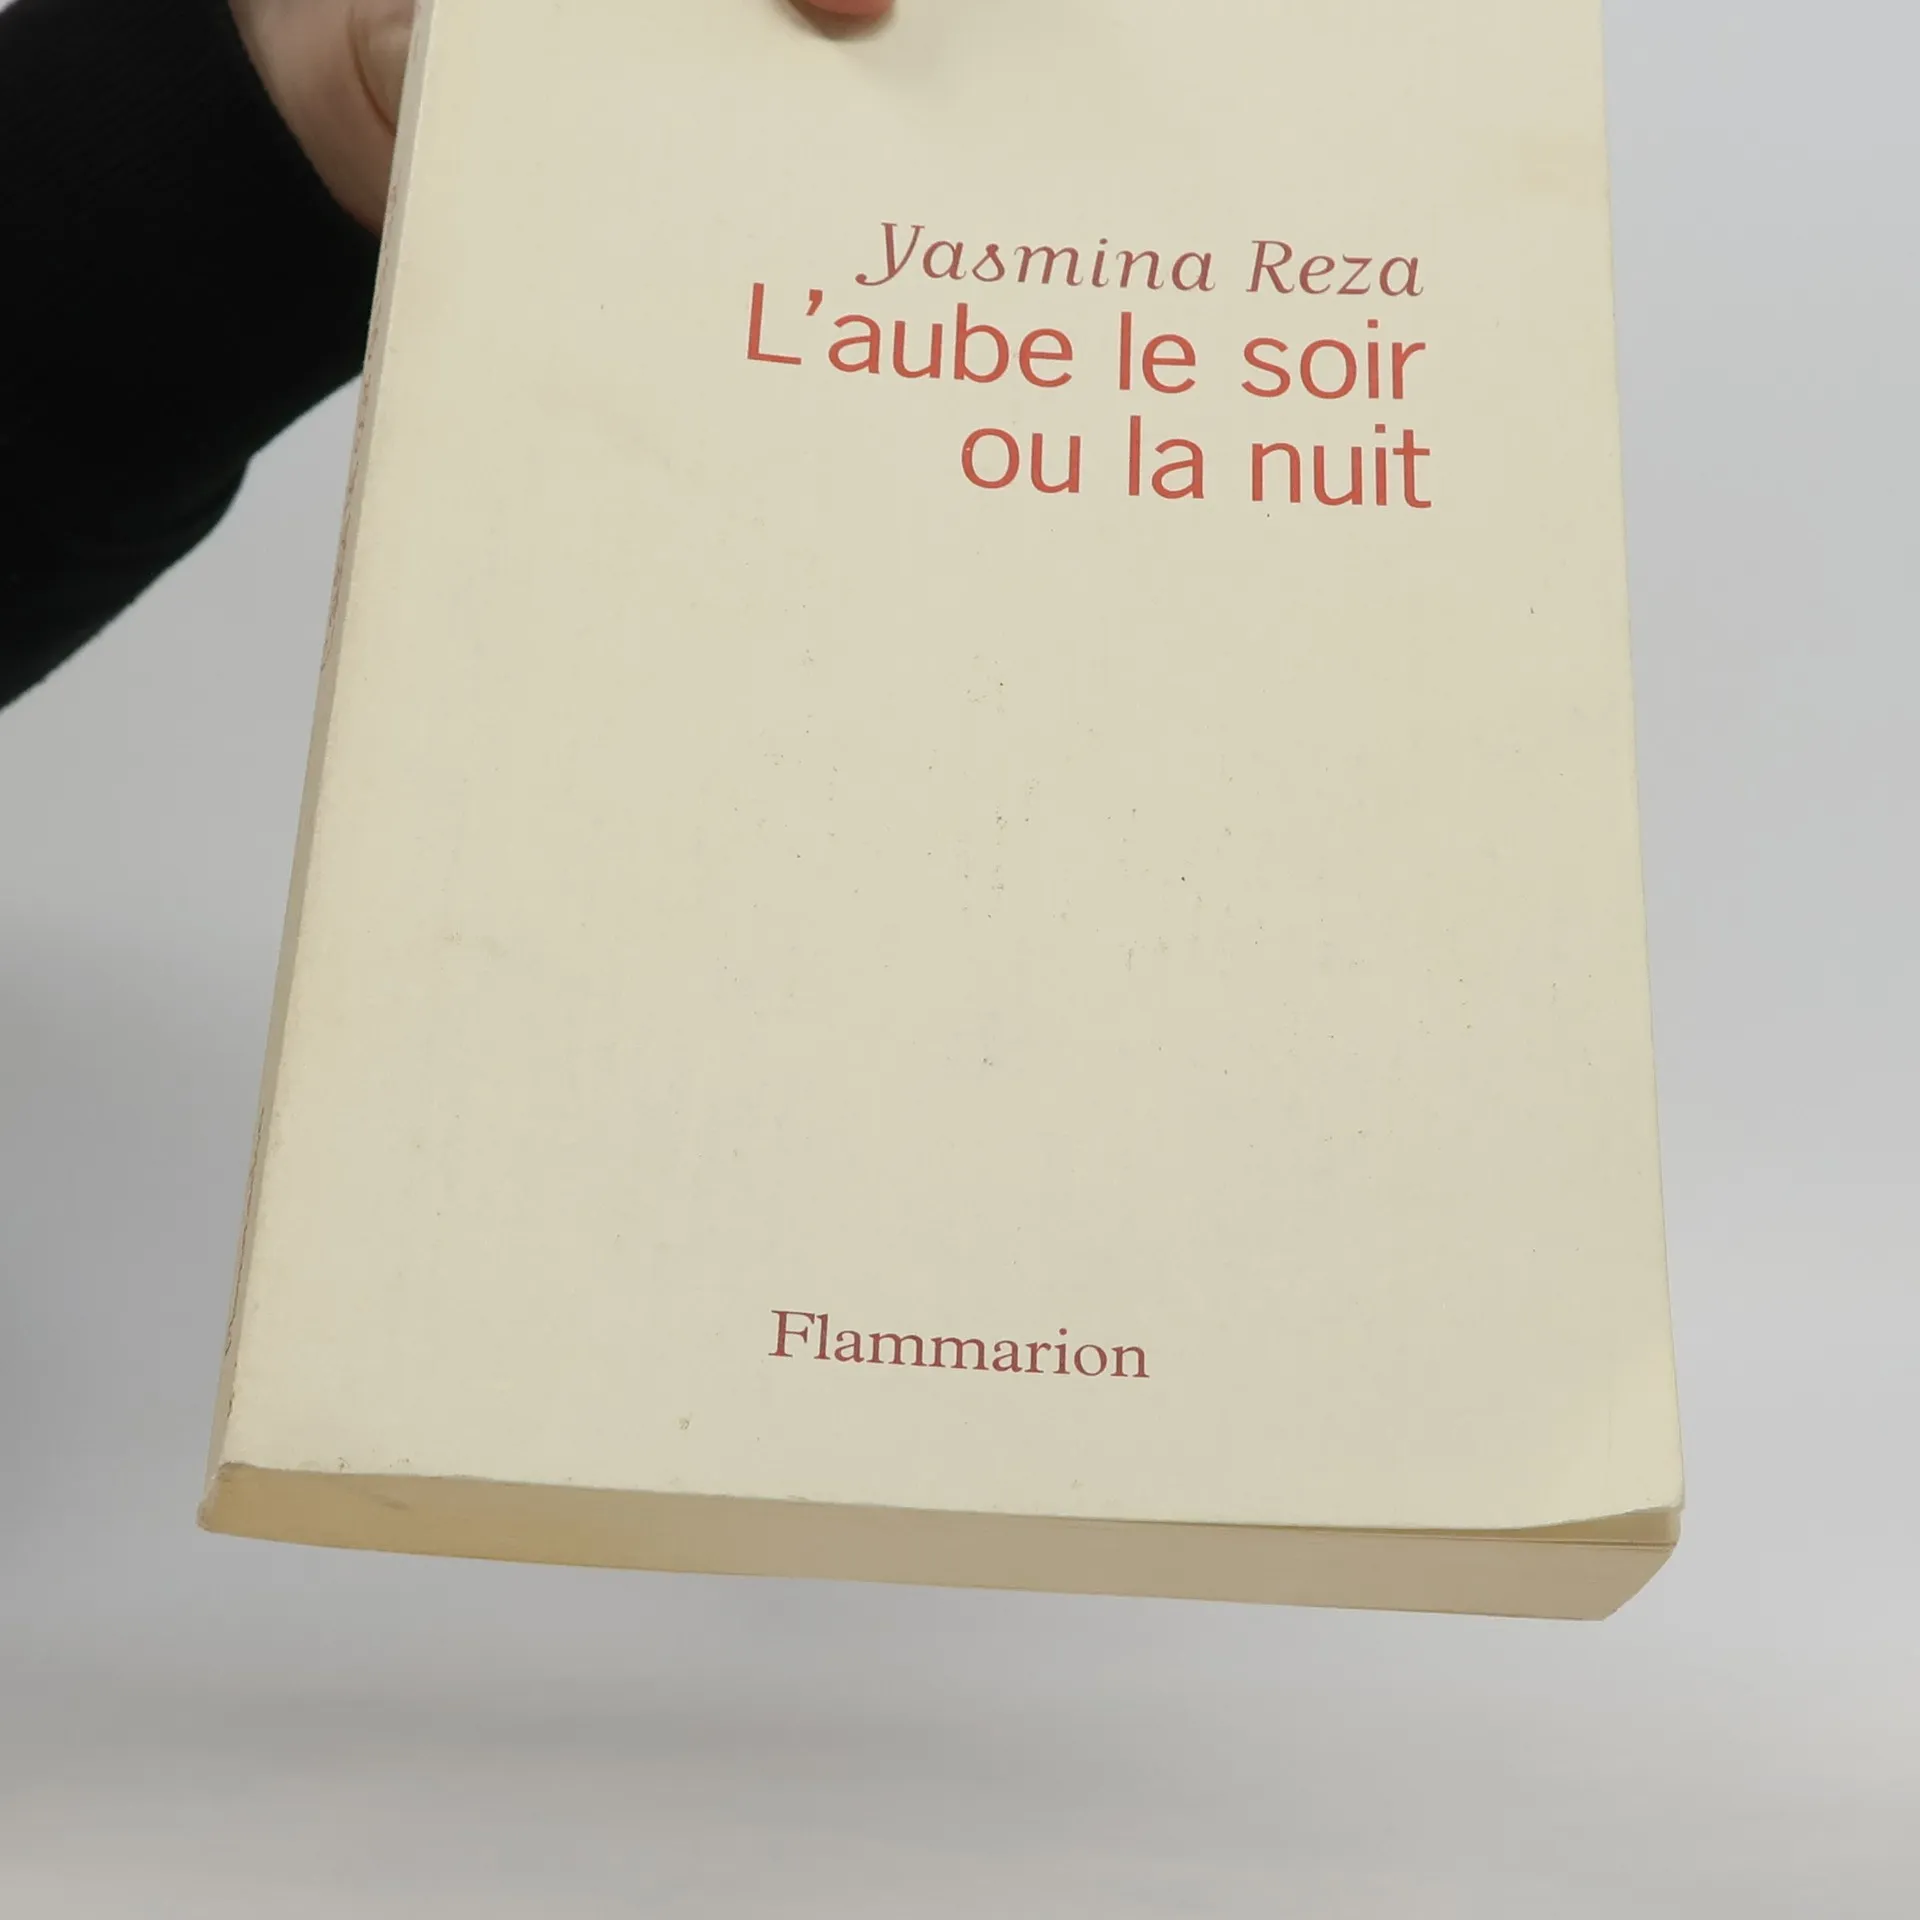 Yasmina Reza
L'aube le soir
ou la nuit
Flammarion